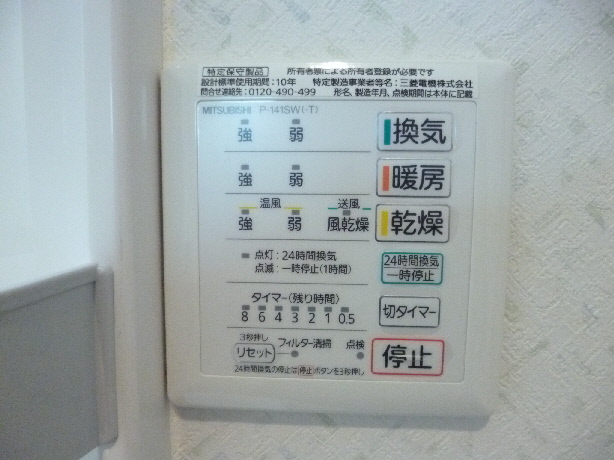 特定保守製品 所有者票による所有者登録が必要です
設計標準使用期間:10年 特定製造事業者等名:三菱電機株式会社
問合せ連絡先:0120-490-499 形名、製造年月、点検期間は本体に記載
MITSUBISHI P-141SW(-T)
強 弱 換気
強 弱 暖房
温風 送風
強 弱 風乾燥 乾燥
点灯:24時間換気
点滅:一時停止(1時間)
24時間換気
一時停止
タイマー(残り時間)
8 6 4 3 2 1 0.5
切タイマー
3秒押し
リセット フィルター清掃 点検
停止
24時間換気の停止は停止ボタンを3秒押し